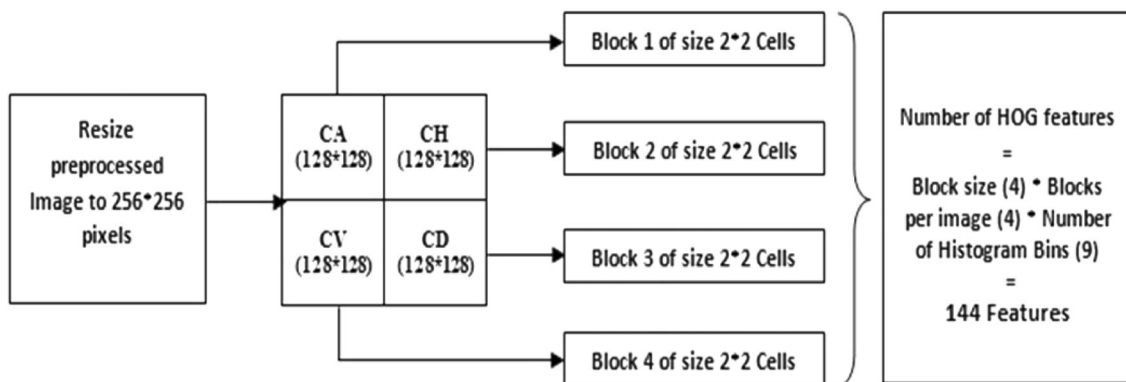 Resize
preprocessed
Image to 256*256
pixels
CA
(128*128)
CH
(128*128)
CV
(128*128)
CD
(128*128)
Block 1 of size 2*2 Cells
Block 2 of size 2*2 Cells
Block 3 of size 2*2 Cells
Block 4 of size 2*2 Cells
Number of HOG features
=
Block size (4) * Blocks
per image (4) * Number
of Histogram Bins (9)
=
144 Features